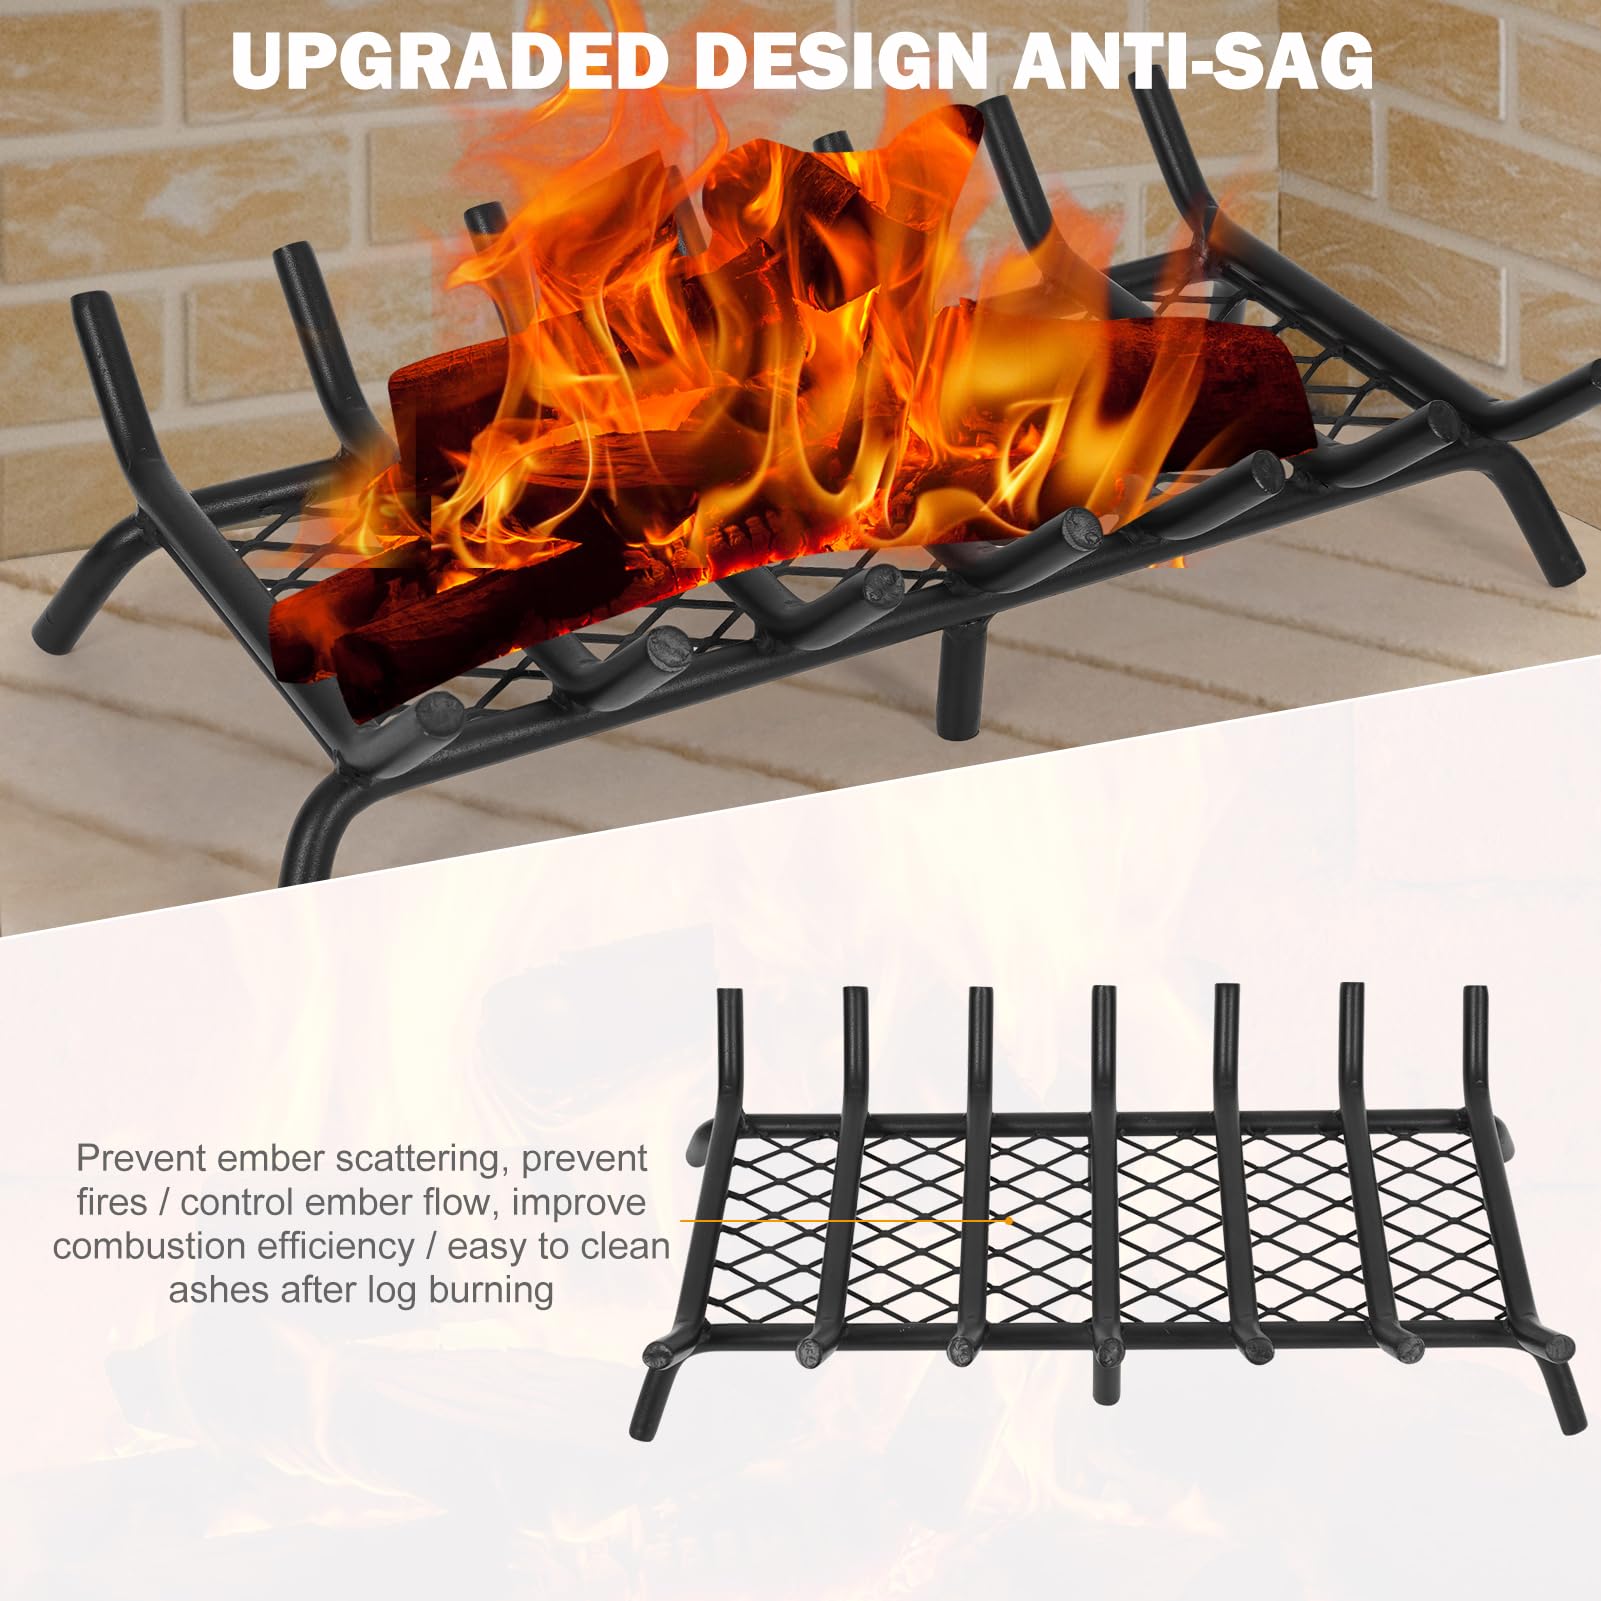 UPGRADED DESIGN ANTI-SAG
Prevent ember scattering, prevent
fires / control ember flow, improve
combustion efficiency / easy to clean
ashes after log burning